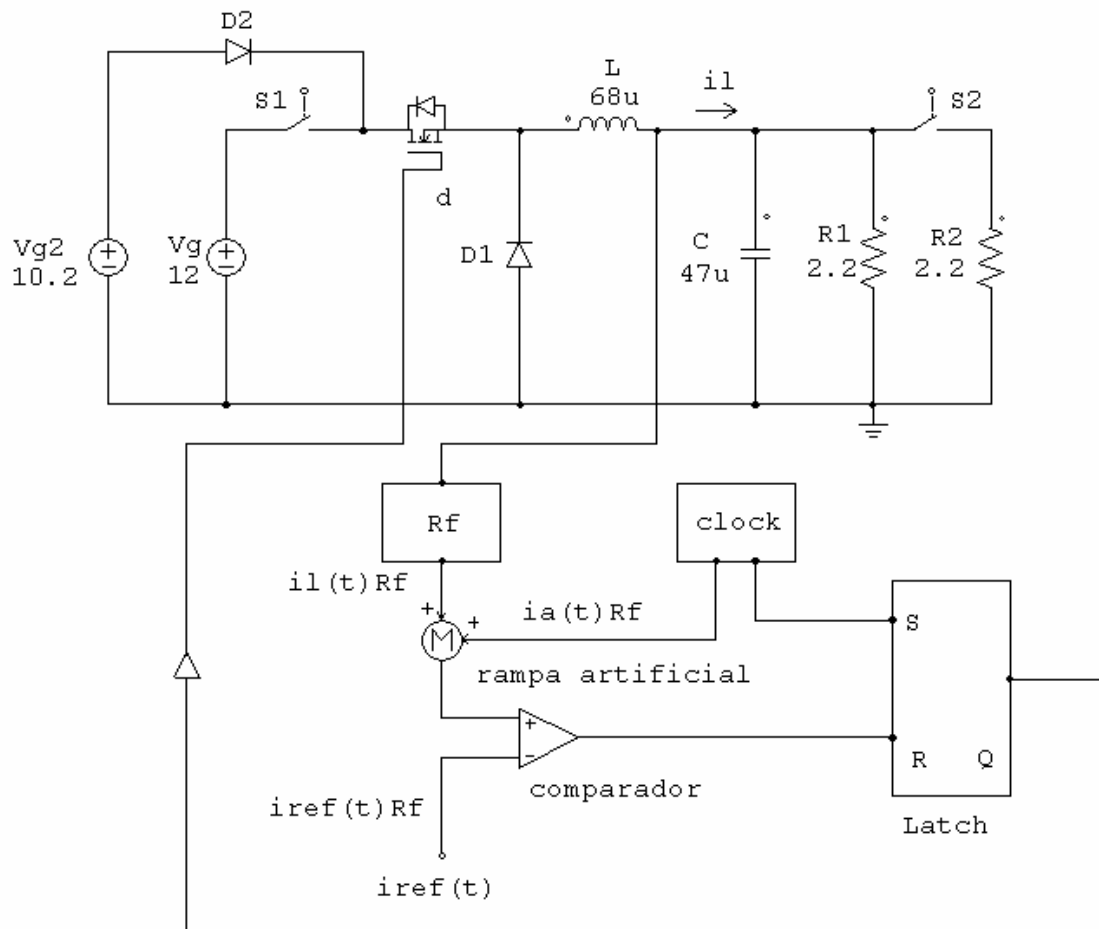 D2
S1
L
68u
il
S2
d
Vg2
10.2
Vg
12
D1
C
47u
R1
2.2
R2
2.2
Rf
clock
il(t)Rf
+
+
M
ia(t)Rf
rampa artificial
S
R
Q
Latch
+
-
comparador
iref(t)Rf
iref(t)